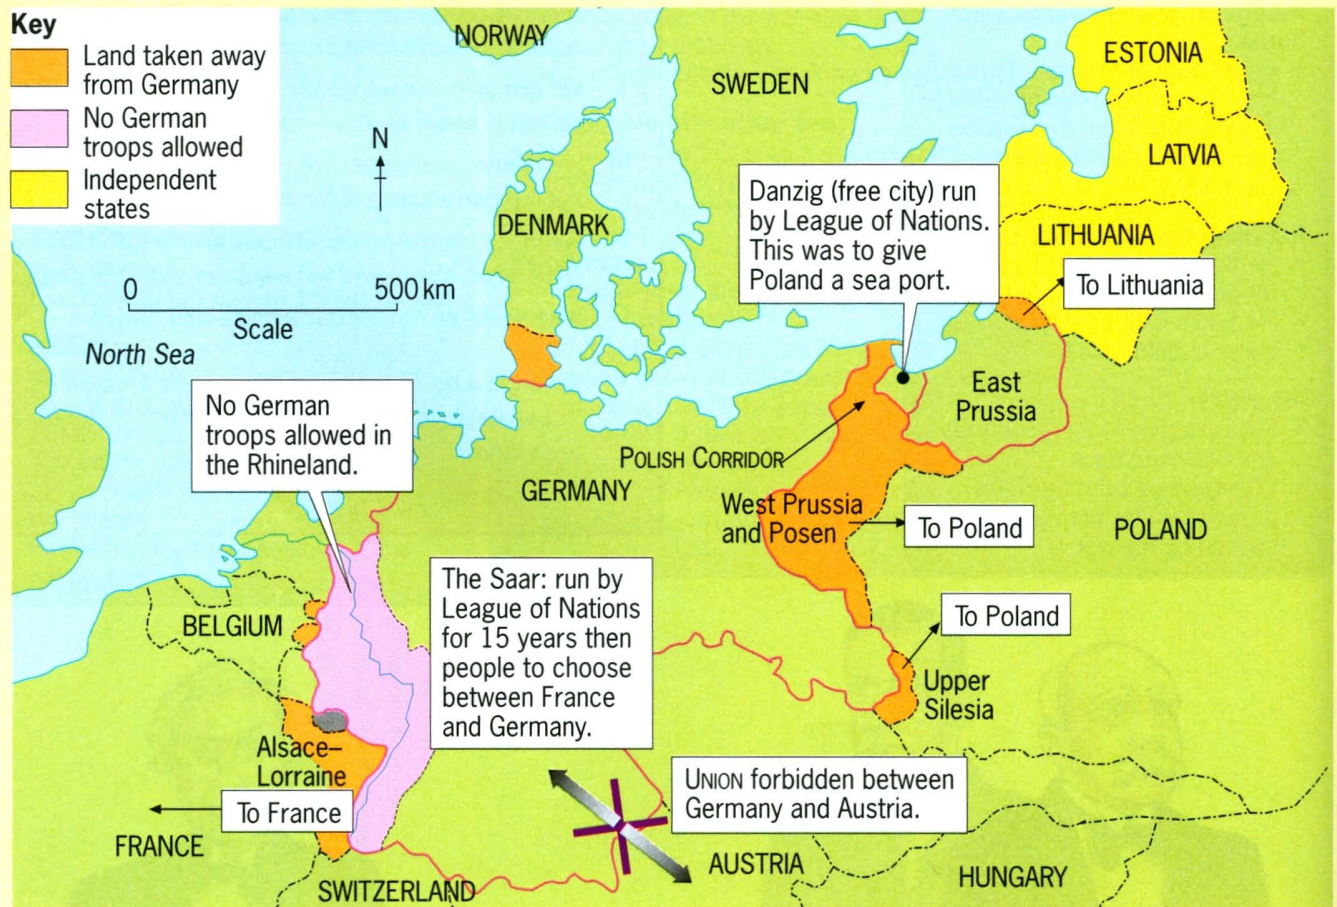 Key
Land taken away
from Germany
No German
troops allowed
Independent
states
N
0 500 km
Scale
North Sea
NORWAY
SWEDEN
ESTONIA
LATVIA
LITHUANIA
To Lithuania
DENMARK
Danzig (free city) run
by League of Nations.
This was to give
Poland a sea port.
East
Prussia
No German
troops allowed in
the Rhineland.
POLISH CORRIDOR
GERMANY
West Prussia
and Posen
To Poland
POLAND
The Saar: run by
League of Nations
for 15 years then
people to choose
between France
and Germany.
BELGIUM
To Poland
Upper
Silesia
Alsace–
Lorraine
To France
FRANCE
UNION forbidden between
Germany and Austria.
SWITZERLAND
AUSTRIA
HUNGARY